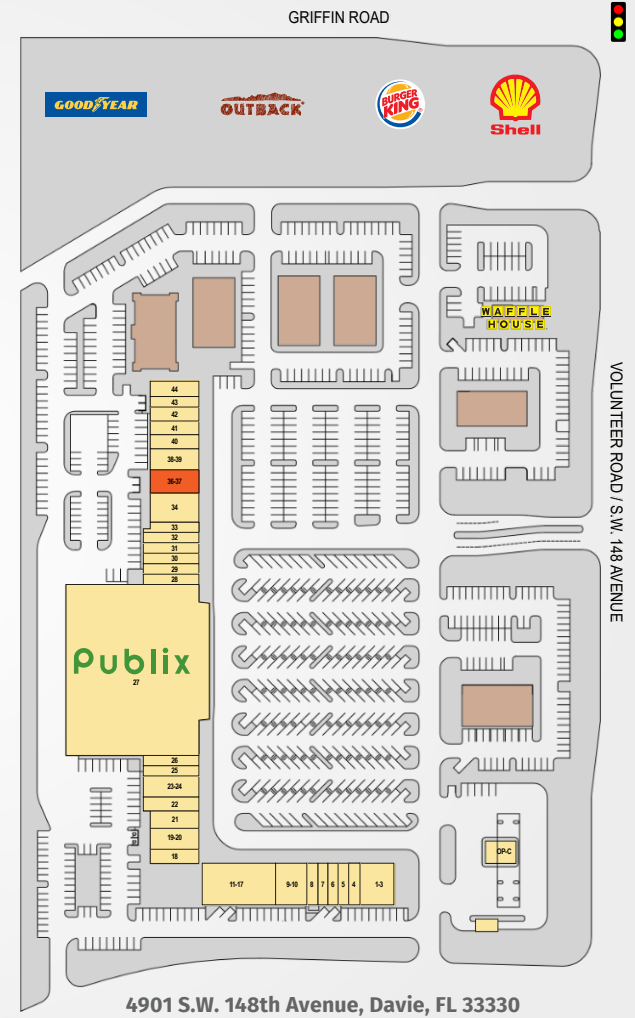 GRIFFIN ROAD
GOODYEAR
OUTBACK
BURGER
KING
Shell
WAFFLE
HOUSE
VOLUNTEER ROAD / S.W. 148 AVENUE
44
43
42
41
40
38-39
36-37
34
33
32
31
30
29
28
Publix
27
26
25
23-24
22
21
19-20
18
OP-C
11-17
9-10
8
7
6
5
4
1-3
4901 S.W. 148th Avenue, Davie, FL 33330